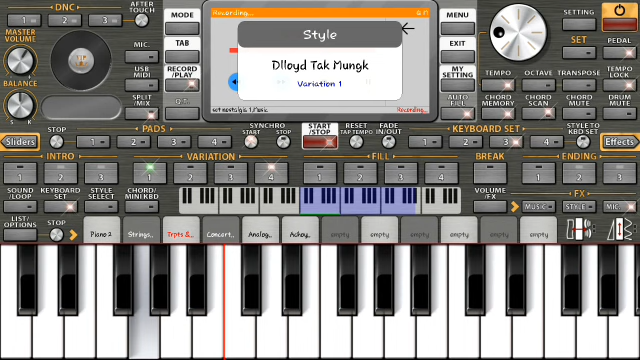 DNC
1 2 3
AFTER TOUCH
MASTER VOLUME
BALANCE
MIC.
USB MIDI
SPLIT /MIX
MODE
TAB
RECORD /PLAY
Recording...
Style
Dlloyd Tak Mungk
Variation 1
set nostalgia 1.music
Recording...
MENU
EXIT
MY SETTING
AUTO FILL
SETTING
SET
PEDAL
TEMPO OCTAVE TRANSPOSE TEMPO LOCK
CHORD MEMORY CHORD SCAN CHORD MUTE DRUM MUTE
Sliders
STOP
PADS
1 2 3 4
SYNCHRO
START STOP
START /STOP
RESET TAP TEMPO
FADE IN/OUT
KEYBOARD SET
1 2 3 4
STYLE TO KBD SET
Effects
INTRO VARIATION FILL BREAK ENDING
1 2 1 2 3 4 1 2 3 4 1 2
SOUND /LOOP
KEYBOARD SET
STYLE SELECT
CHORD/ MINIKBD
VOLUME /FX
FX
MUSIC STYLE MIC.
LIST/ OPTIONS
STOP
Piano 2 Strings.. Trpts &.. Concert.. Analog.. Achoy.. empty empty empty empty empty empty